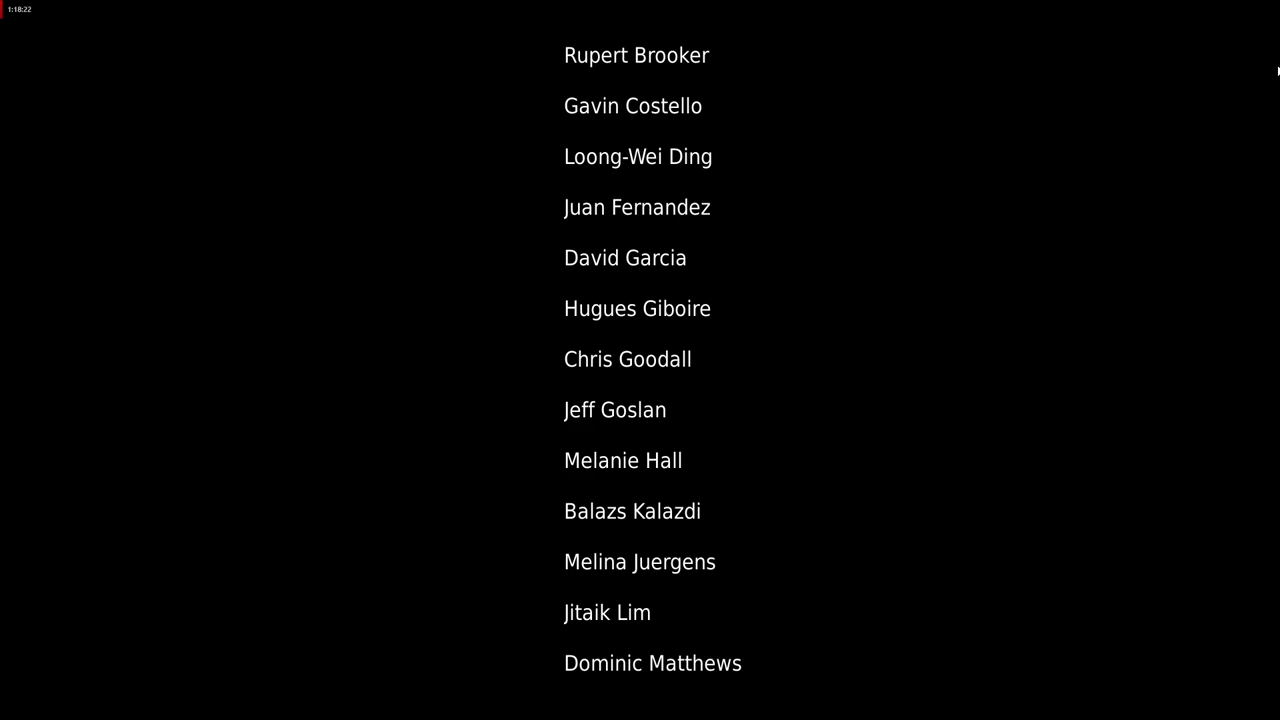 1:18:22
Rupert Brooker
Gavin Costello
Loong-Wei Ding
Juan Fernandez
David Garcia
Hugues Giboire
Chris Goodall
Jeff Goslan
Melanie Hall
Balazs Kalazdi
Melina Juergens
Jitaik Lim
Dominic Matthews